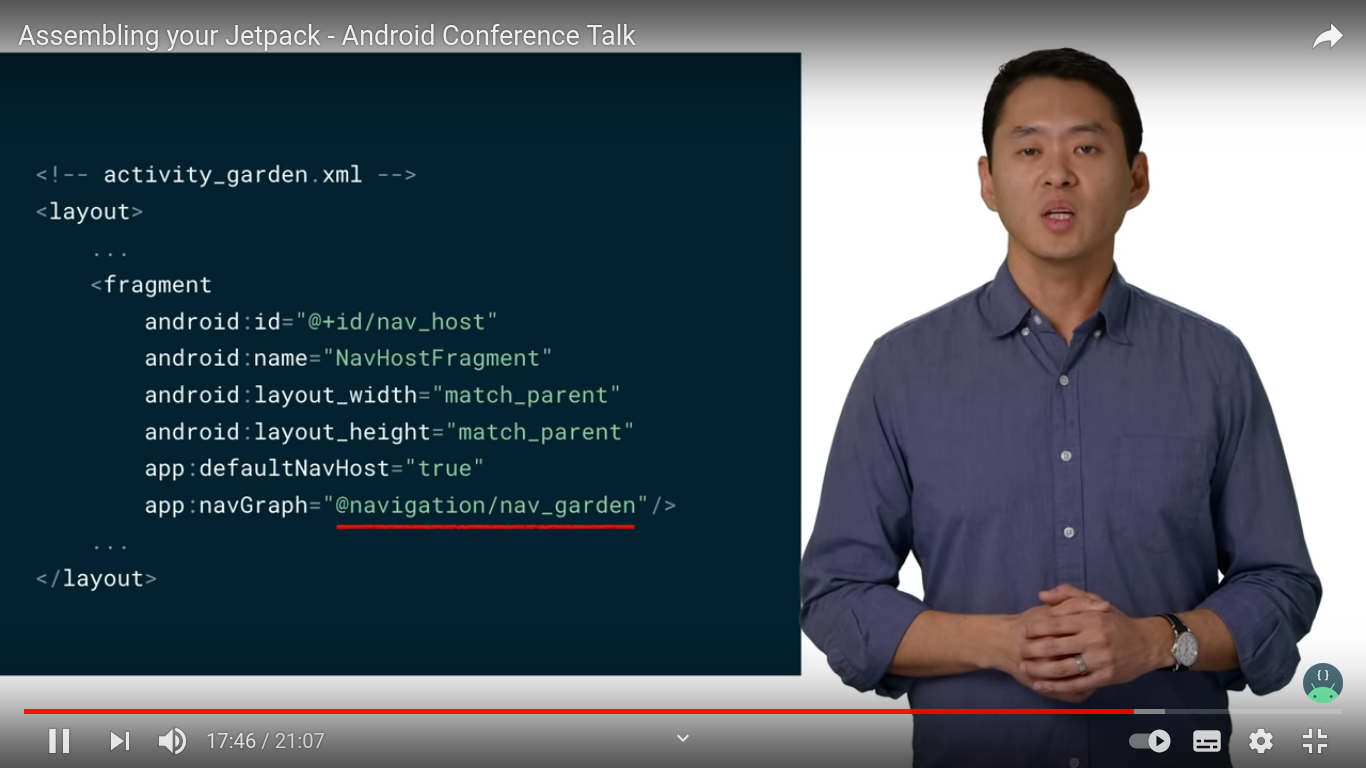 Assembling your Jetpack - Android Conference Talk
<!-- activity_garden.xml -->
<layout>
...
<fragment
android:id="@+id/nav_host"
android:name="NavHostFragment"
android:layout_width="match_parent"
android:layout_height="match_parent"
app:defaultNavHost="true"
app:navGraph="@navigation/nav_garden"/>
...
</layout>
{ }
17:46 / 21:07